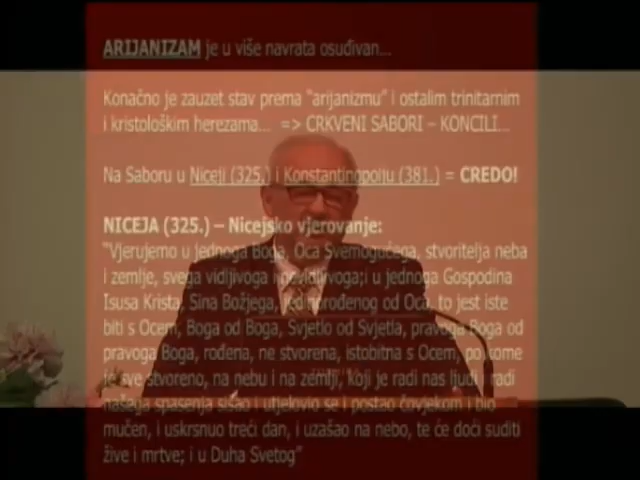 ARIJANIZAM je u više navrata osuđivan...
Konačno je zauzet stav prema "arijanizmu" i ostalim trinitarnim
i kristološkim herezama... => CRKVENI SABORI – KONCILI...
Na Saboru u Niceji (325.) i Konstantinopolju (381.) = CREDO!
NICEJA (325.) – Nicejsko vjerovanje:
"Vjerujemo u jednoga Boga, Oca Svemogućega, stvoritelja neba
i zemlje, svega vidljivoga i nevidljivoga;i u jednoga Gospodina
Isusa Krista, Sina Božjega, jedinorođenog od Oca, to jest iste
biti s Ocem, Boga od Boga, Svjetlo od Svjetla, pravoga Boga od
pravoga Boga, rođena, ne stvorena, istobitna s Ocem, po kome
je sve stvoreno, na nebu i na zemlji, koji je radi nas ljudi i radi
našega spasenja sišao i utjelovio se i postao čovjekom i bio
mučen, i uskrsnuo treći dan, i uzašao na nebo, te će doći suditi
žive i mrtve; i u Duha Svetog"